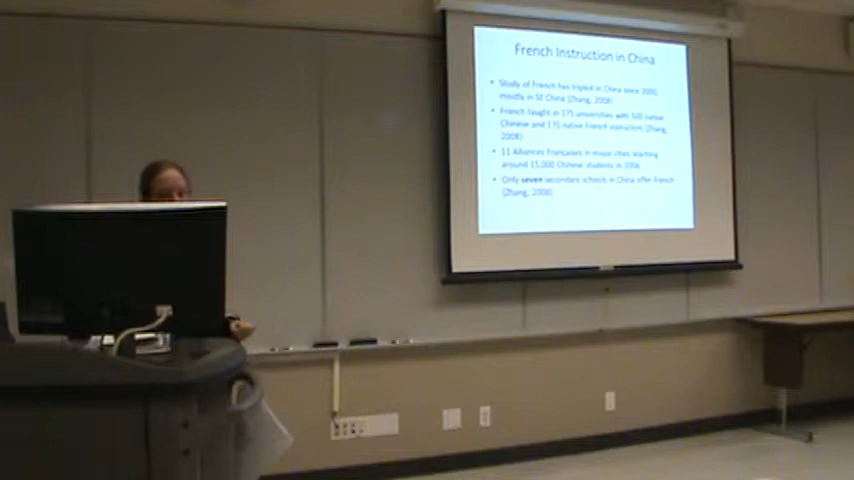 French Instruction in China
• Study of French has tripled in China since 2000,
mostly in SE China (Zhang, 2008)
• French taught in 175 universities with 500 native
Chinese and 170 native French instructors (Zhang,
2008)
• 11 Alliances Françaises in major cities teaching
around 15,000 Chinese students in 2006
• Only seven secondary schools in China offer French
(Zhang, 2008)